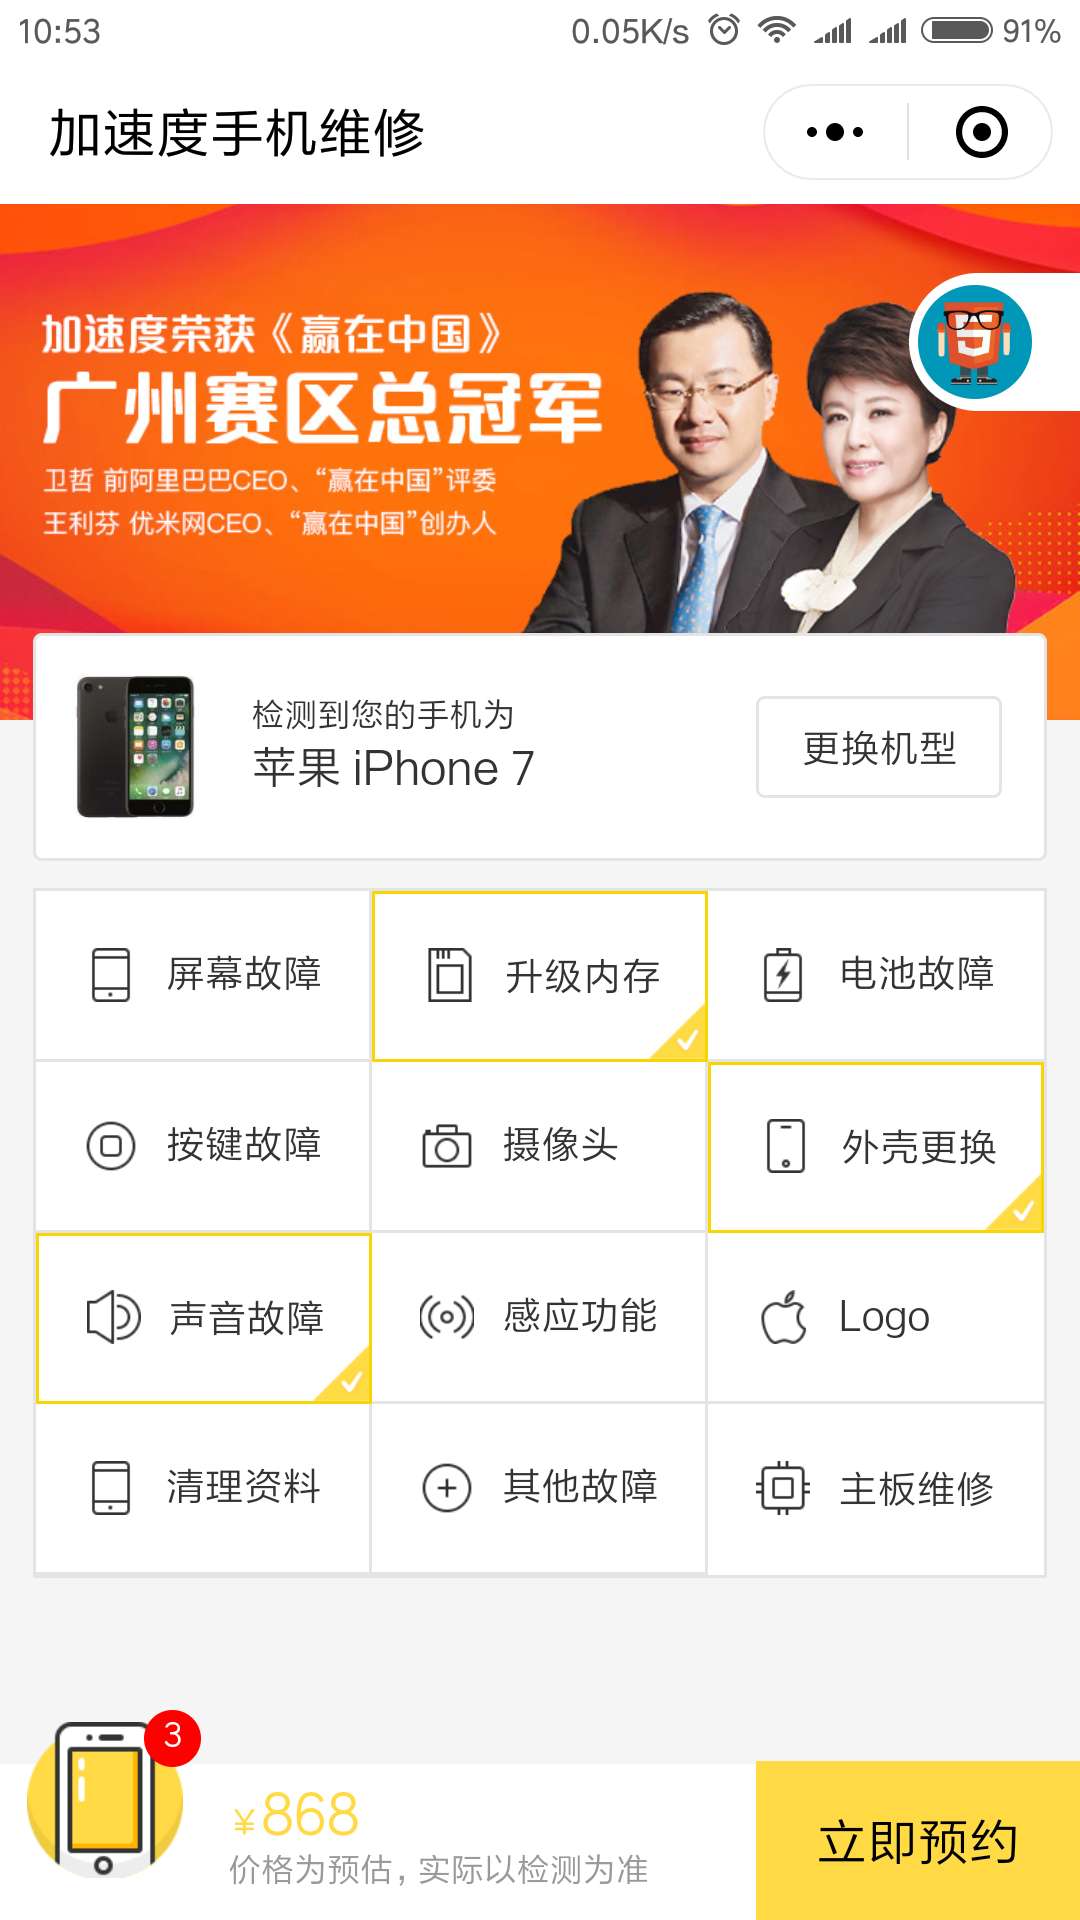 10:53
0.05K/s
91%
加速度手机维修
加速度荣获《赢在中国》
广州赛区总冠军
卫哲 前阿里巴巴CEO、“赢在中国”评委
王利芬 优米网CEO、“赢在中国”创办人
检测到您的手机为
苹果 iPhone 7
更换机型
屏幕故障
升级内存
电池故障
按键故障
摄像头
外壳更换
声音故障
感应功能
Logo
清理资料
其他故障
主板维修
3
¥868
价格为预估，实际以检测为准
立即预约